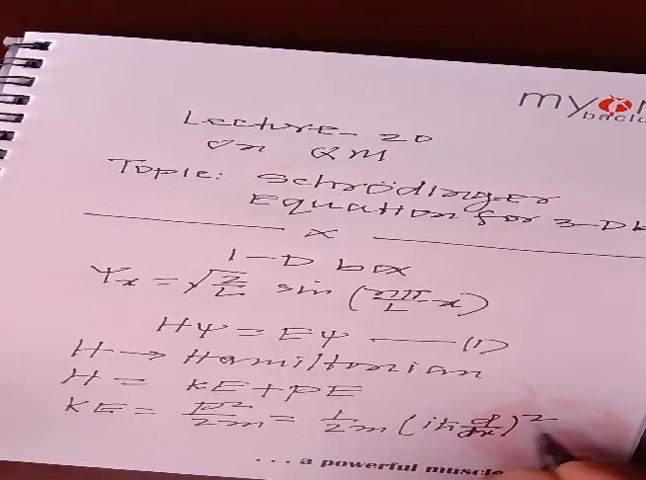 Lecture - 20
on QM
Topic: Schrödinger
Equation for 3-D
x
1-D box
Ψx = √(2/L) sin (nπ/L x)
HΨ = EΨ —— (1)
H → Hamiltonian
H = KE + PE
KE = p²/2m = 1/2m (iħ d/dx)²
... a powerful muscle